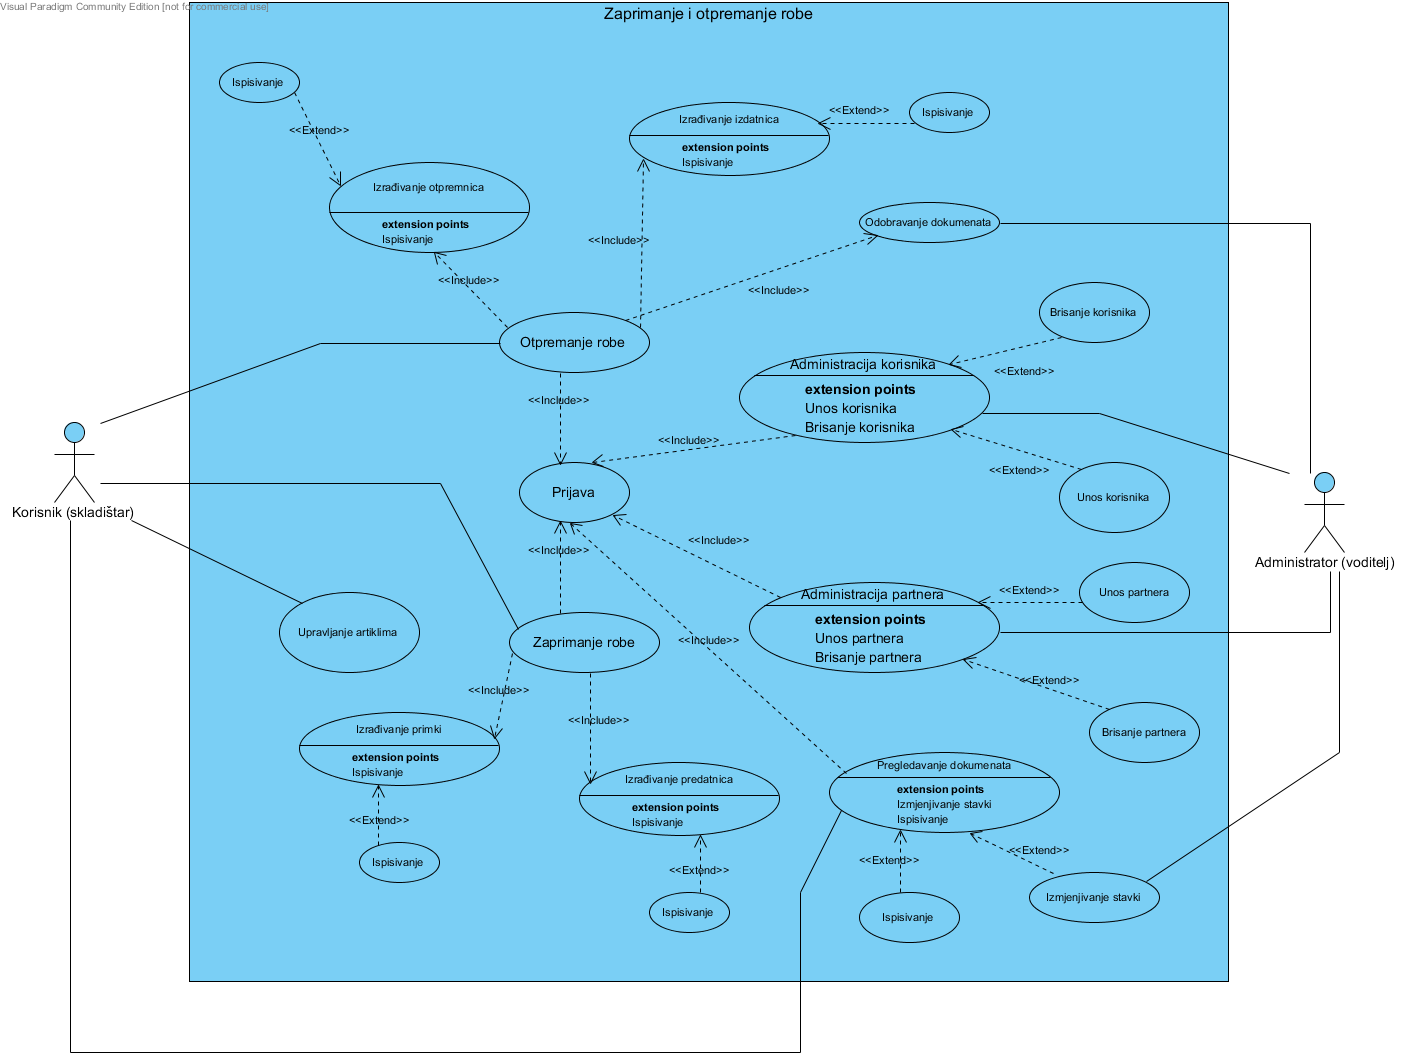 Visual Paradigm Community Edition [not for commercial use]
Zaprimanje i otpremanje robe
Ispisivanje
<<Extend>>
Izrađivanje otpremnica
extension points
Ispisivanje
<<Include>>
Izrađivanje izdatnica
extension points
Ispisivanje
<<Extend>>
Ispisivanje
<<Include>>
Odobravanje dokumenata
<<Include>>
Otpremanje robe
<<Include>>
Brisanje korisnika
<<Extend>>
Administracija korisnika
extension points
Unos korisnika
Brisanje korisnika
<<Include>>
<<Extend>>
Unos korisnika
Korisnik (skladištar)
Prijava
Administrator (voditelj)
<<Include>>
<<Include>>
<<Include>>
Administracija partnera
extension points
Unos partnera
Brisanje partnera
<<Extend>>
Unos partnera
<<Extend>>
Brisanje partnera
Upravljanje artiklima
Zaprimanje robe
<<Include>>
<<Include>>
Izrađivanje primki
extension points
Ispisivanje
<<Extend>>
Ispisivanje
Izrađivanje predatnica
extension points
Ispisivanje
<<Extend>>
Ispisivanje
Pregledavanje dokumenata
extension points
Izmjenjivanje stavki
Ispisivanje
<<Extend>>
<<Extend>>
Ispisivanje
Izmjenjivanje stavki